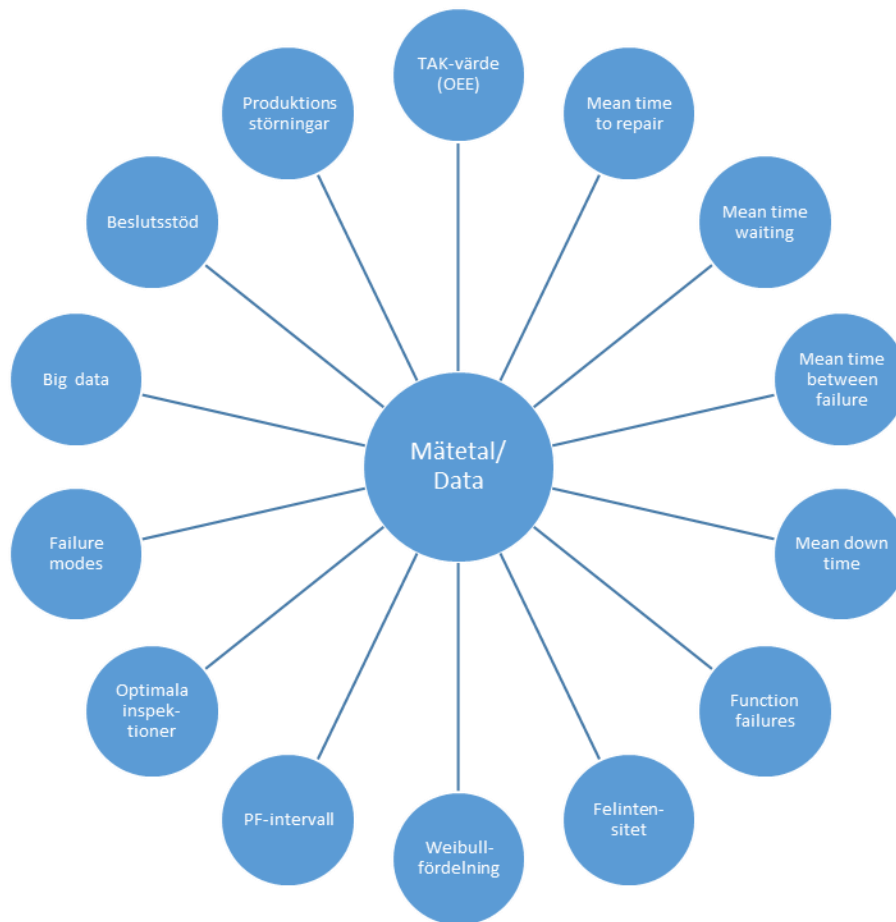 TAK-värde
(OEE)
Mean time
to repair
Mean time
waiting
Mean time
between
failure
Mean down
time
Function
failures
Felinten-
sitet
Weibull-
fördelning
PF-intervall
Optimala
inspek-
tioner
Failure
modes
Big data
Beslutsstöd
Produktions
störningar
Mätetal/
Data